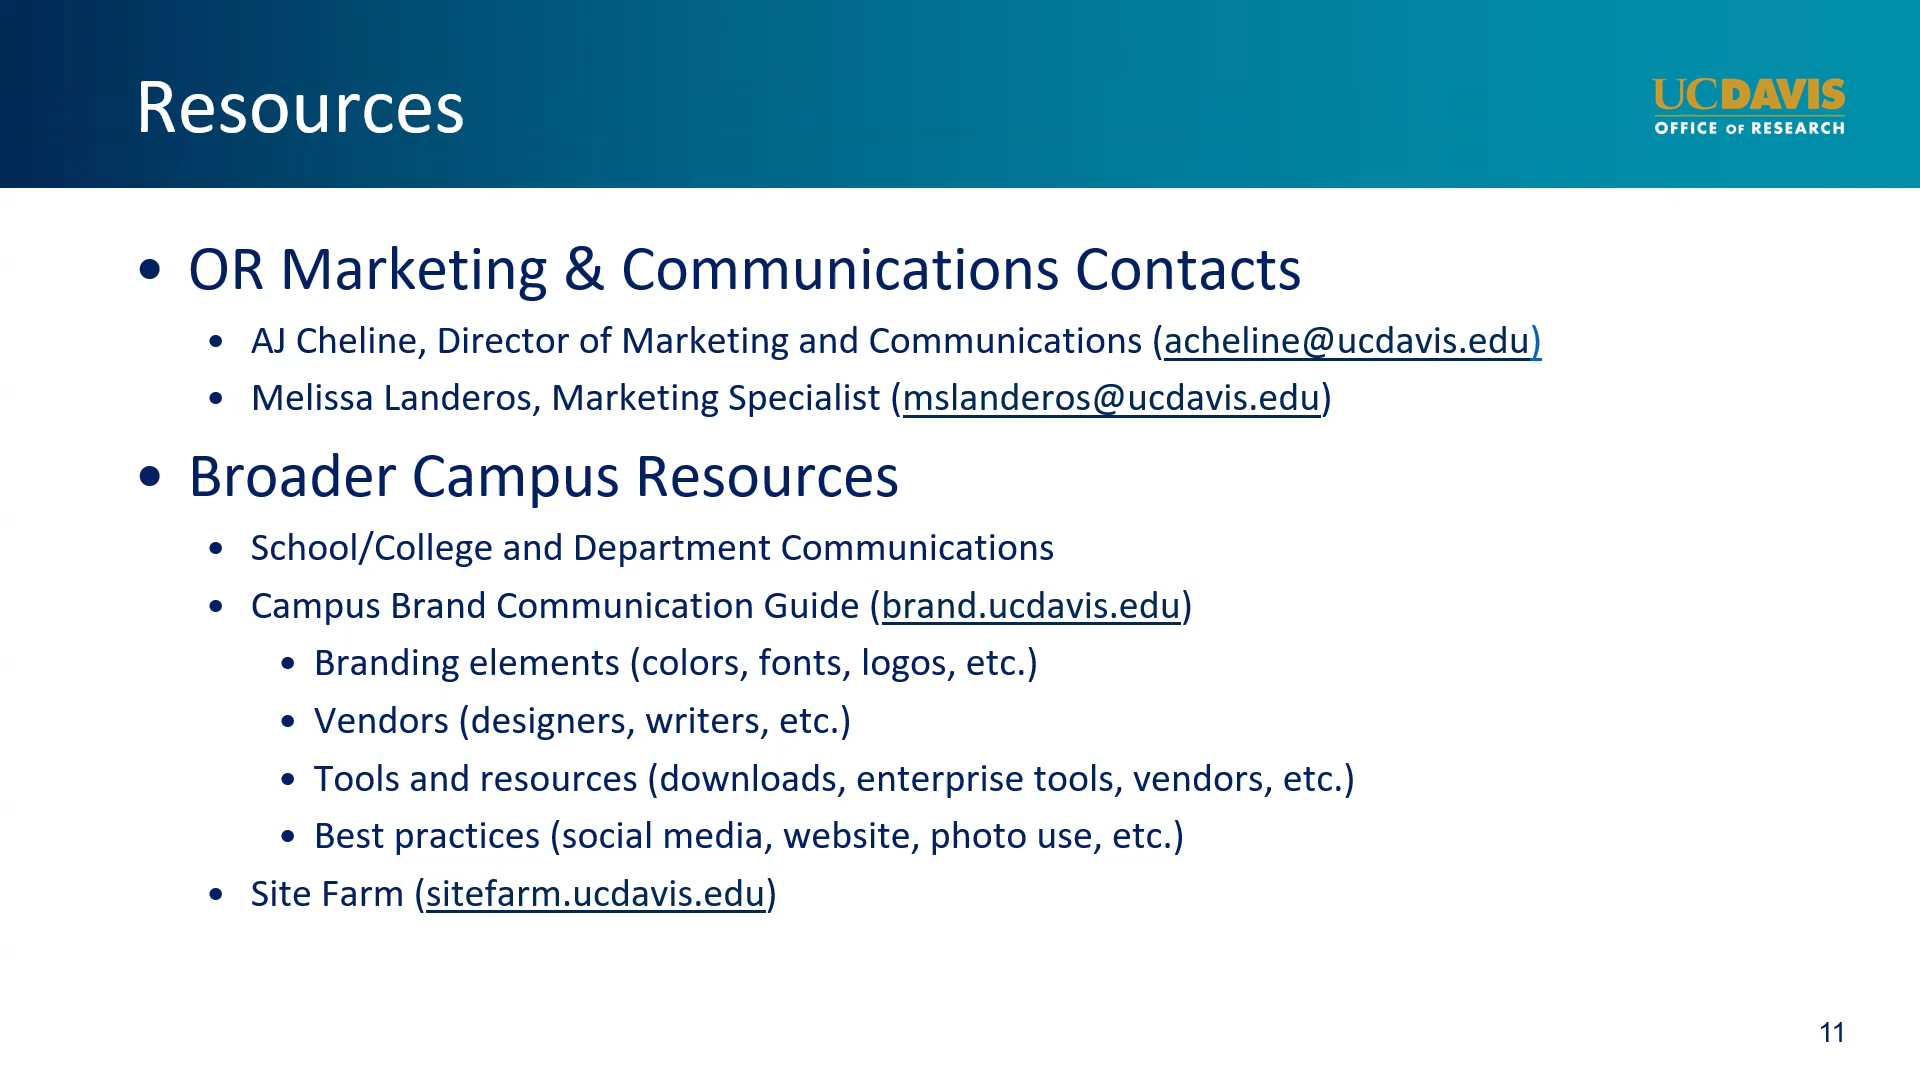 Resources
UCDAVIS
OFFICE OF RESEARCH
• OR Marketing & Communications Contacts
• AJ Cheline, Director of Marketing and Communications (acheline@ucdavis.edu)
• Melissa Landeros, Marketing Specialist (mslanderos@ucdavis.edu)
• Broader Campus Resources
• School/College and Department Communications
• Campus Brand Communication Guide (brand.ucdavis.edu)
• Branding elements (colors, fonts, logos, etc.)
• Vendors (designers, writers, etc.)
• Tools and resources (downloads, enterprise tools, vendors, etc.)
• Best practices (social media, website, photo use, etc.)
• Site Farm (sitefarm.ucdavis.edu)
11